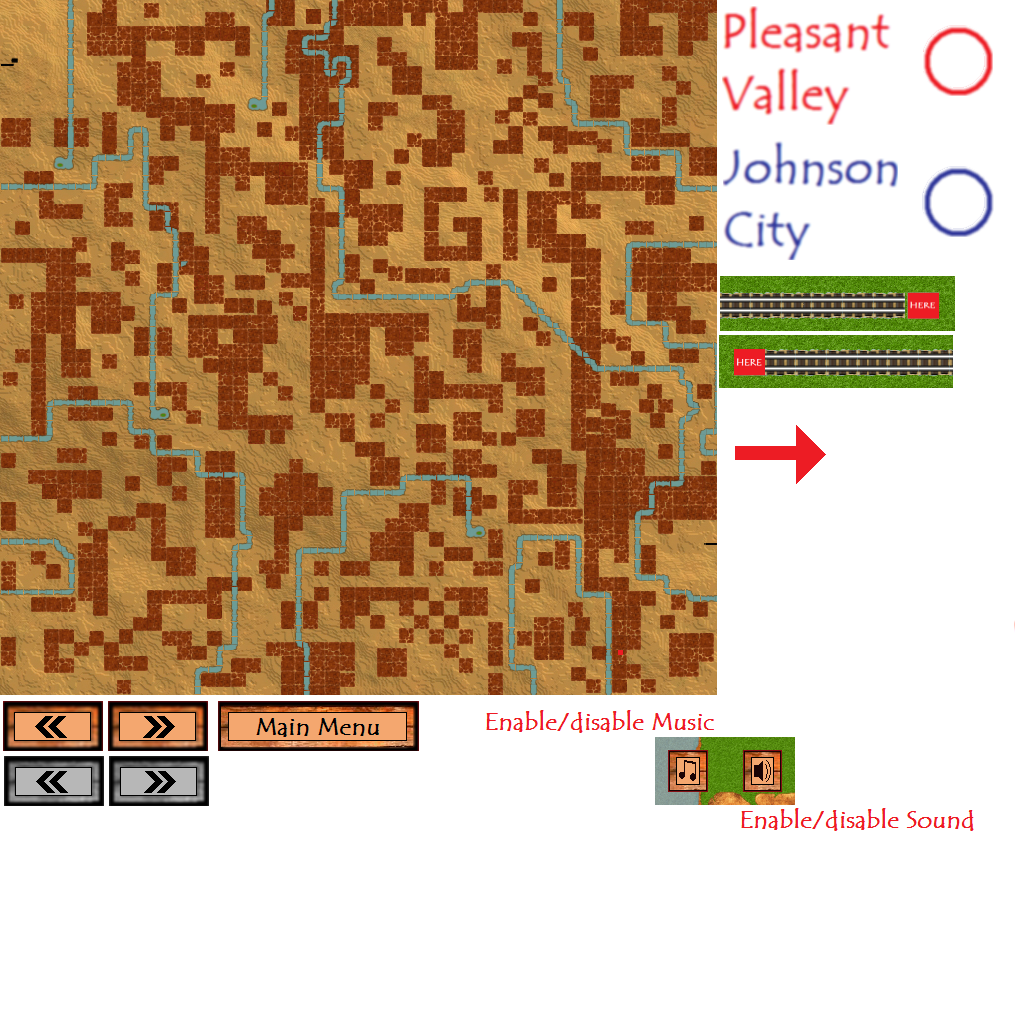 Pleasant
Valley
Johnson
City
HERE
HERE
Main Menu
Enable/disable Music
Enable/disable Sound